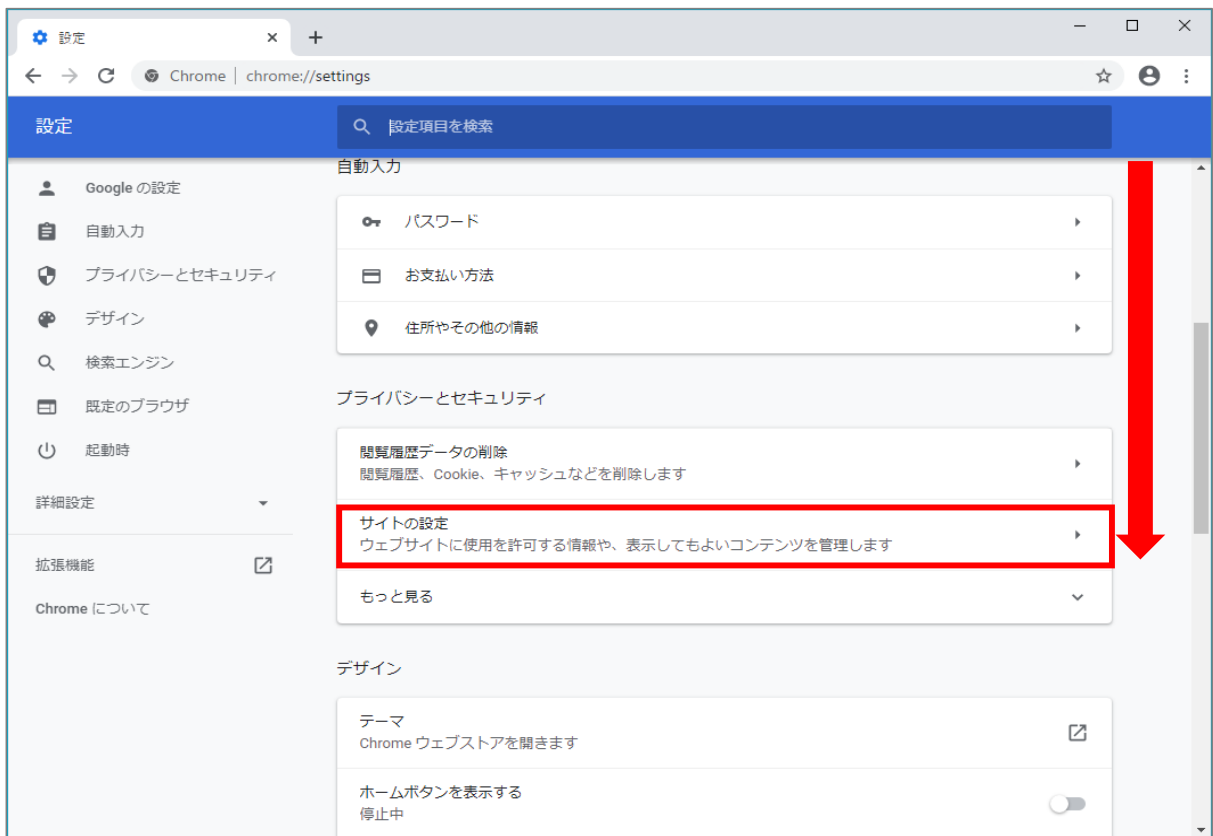 設定
Chrome | chrome://settings
設定
設定項目を検索
Google の設定
自動入力
プライバシーとセキュリティ
デザイン
検索エンジン
既定のブラウザ
起動時
詳細設定
拡張機能
Chrome について
自動入力
パスワード
お支払い方法
住所やその他の情報
プライバシーとセキュリティ
閲覧履歴データの削除
閲覧履歴、Cookie、キャッシュなどを削除します
サイトの設定
ウェブサイトに使用を許可する情報や、表示してもよいコンテンツを管理します
もっと見る
デザイン
テーマ
Chrome ウェブストアを開きます
ホームボタンを表示する
停止中